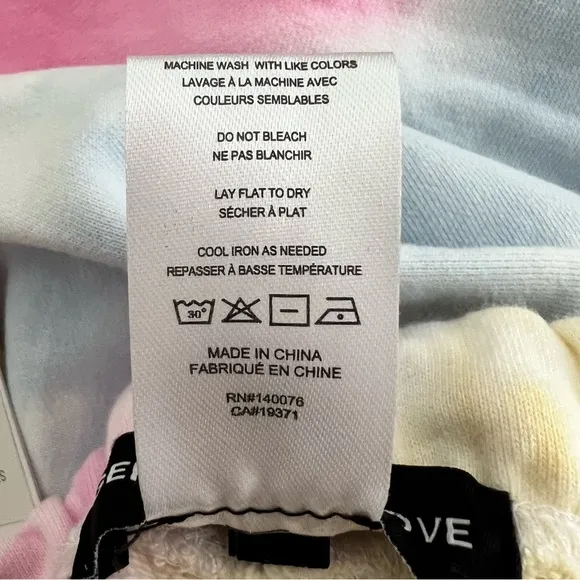 MACHINE WASH WITH LIKE COLORS
LAVAGE À LA MACHINE AVEC
COULEURS SEMBLABLES
DO NOT BLEACH
NE PAS BLANCHIR
LAY FLAT TO DRY
SÉCHER À PLAT
COOL IRON AS NEEDED
REPASSER À BASSE TEMPÉRATURE
30°
MADE IN CHINA
FABRIQUÉ EN CHINE
RN#140076
CA#19371